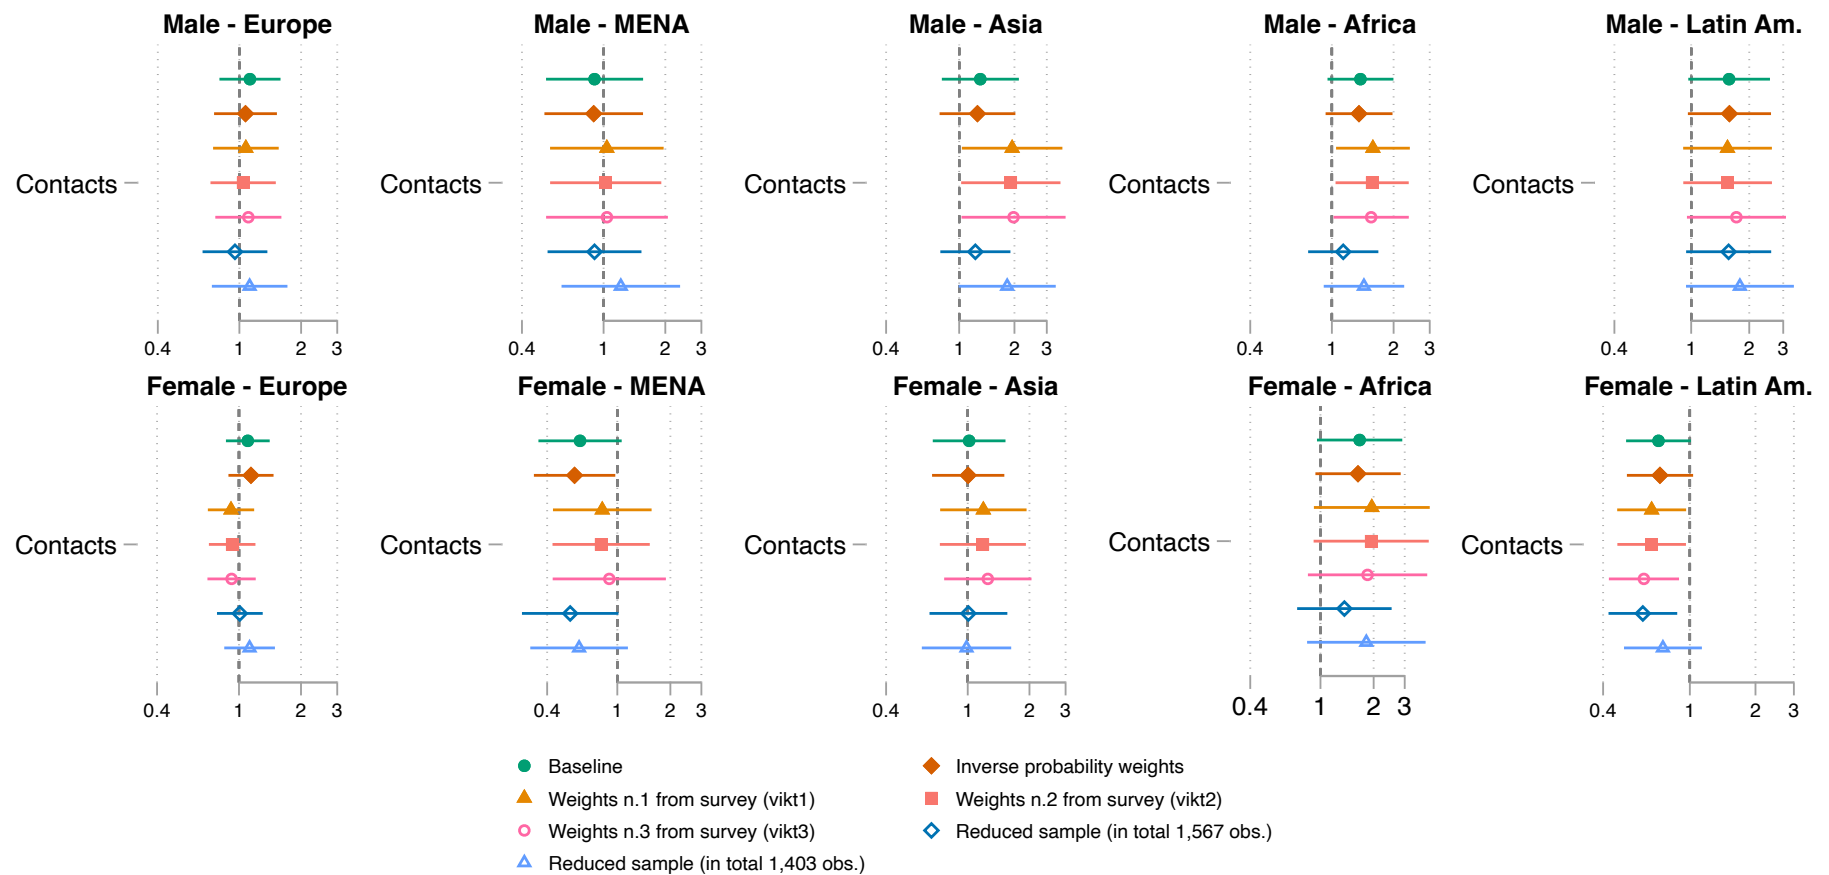 Male - Europe Male - MENA Male - Asia Male - Africa Male - Latin Am.
Contacts Contacts Contacts Contacts Contacts
0.4 1 2 3 0.4 1 2 3 0.4 1 2 3 0.4 1 2 3 0.4 1 2 3
Female - Europe Female - MENA Female - Asia Female - Africa Female - Latin Am.
Contacts Contacts Contacts Contacts Contacts
0.4 1 2 3 0.4 1 2 3 0.4 1 2 3 0.4 1 2 3 0.4 1 2 3
Baseline Inverse probability weights
Weights n.1 from survey (vikt1) Weights n.2 from survey (vikt2)
Weights n.3 from survey (vikt3) Reduced sample (in total 1,567 obs.)
Reduced sample (in total 1,403 obs.)